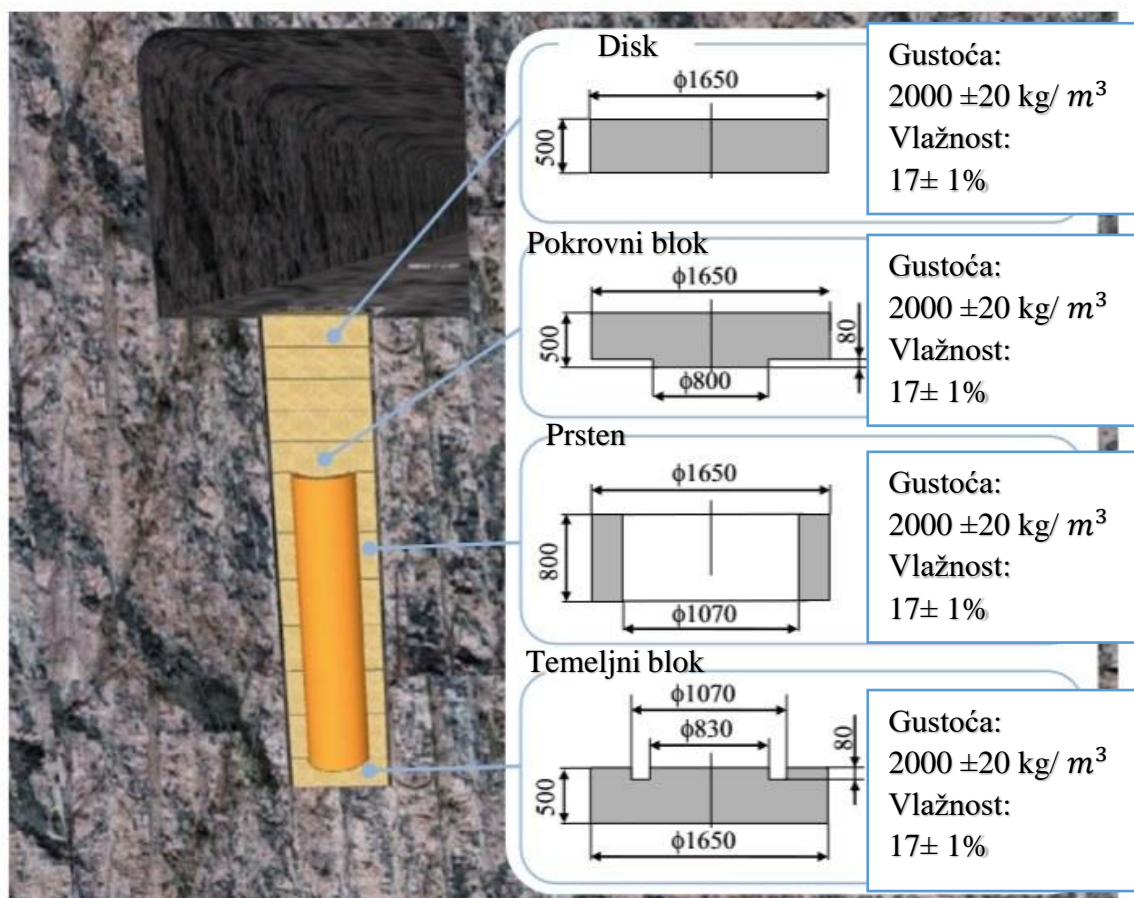 Disk
ϕ1650
500
Gustoća:
2000 ±20 kg/ m³
Vlažnost:
17± 1%
Pokrovni blok
ϕ1650
500
80
ϕ800
Gustoća:
2000 ±20 kg/ m³
Vlažnost:
17± 1%
Prsten
ϕ1650
800
ϕ1070
Gustoća:
2000 ±20 kg/ m³
Vlažnost:
17± 1%
Temeljni blok
ϕ1070
ϕ830
80
500
ϕ1650
Gustoća:
2000 ±20 kg/ m³
Vlažnost:
17± 1%